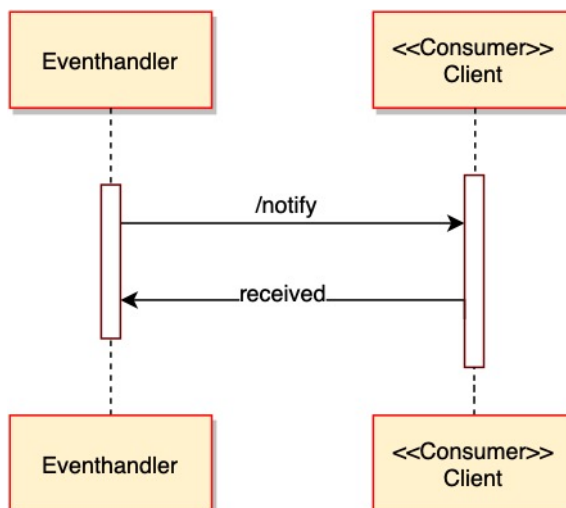 Eventhandler
<<Consumer>>
Client
/notify
received
Eventhandler
<<Consumer>>
Client